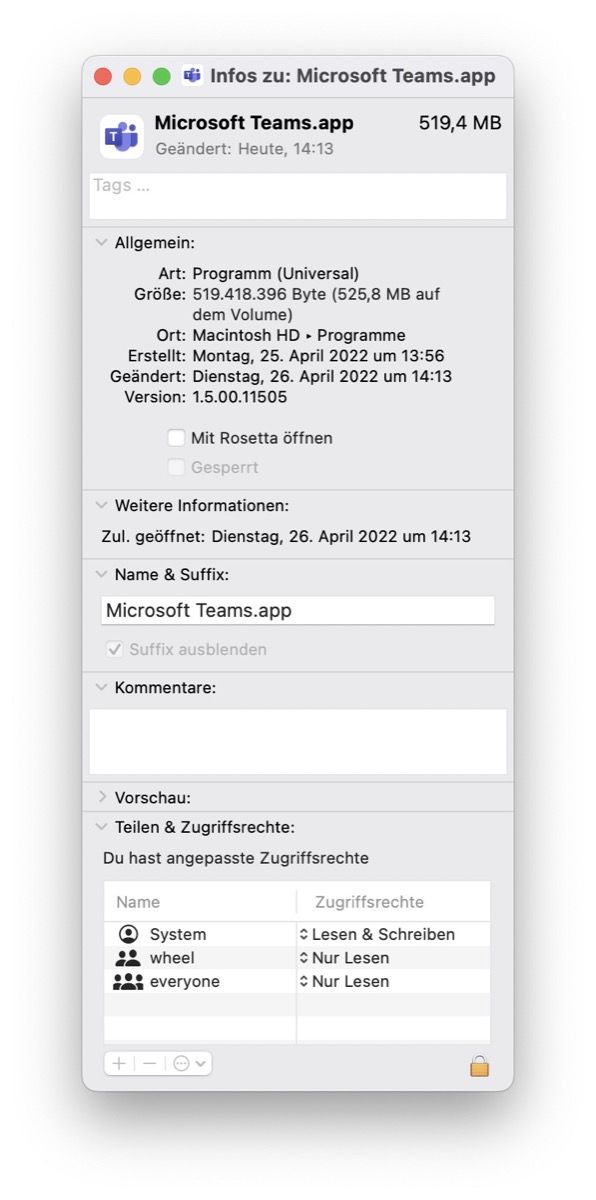 Infos zu: Microsoft Teams.app
Microsoft Teams.app 519,4 MB
Geändert: Heute, 14:13
Tags ...
Allgemein:
Art: Programm (Universal)
Größe: 519.418.396 Byte (525,8 MB auf
dem Volume)
Ort: Macintosh HD ‣ Programme
Erstellt: Montag, 25. April 2022 um 13:56
Geändert: Dienstag, 26. April 2022 um 14:13
Version: 1.5.00.11505
Mit Rosetta öffnen
Gesperrt
Weitere Informationen:
Zul. geöffnet: Dienstag, 26. April 2022 um 14:13
Name & Suffix:
Microsoft Teams.app
Suffix ausblenden
Kommentare:
Vorschau:
Teilen & Zugriffsrechte:
Du hast angepasste Zugriffsrechte
Name Zugriffsrechte
System Lesen & Schreiben
wheel Nur Lesen
everyone Nur Lesen